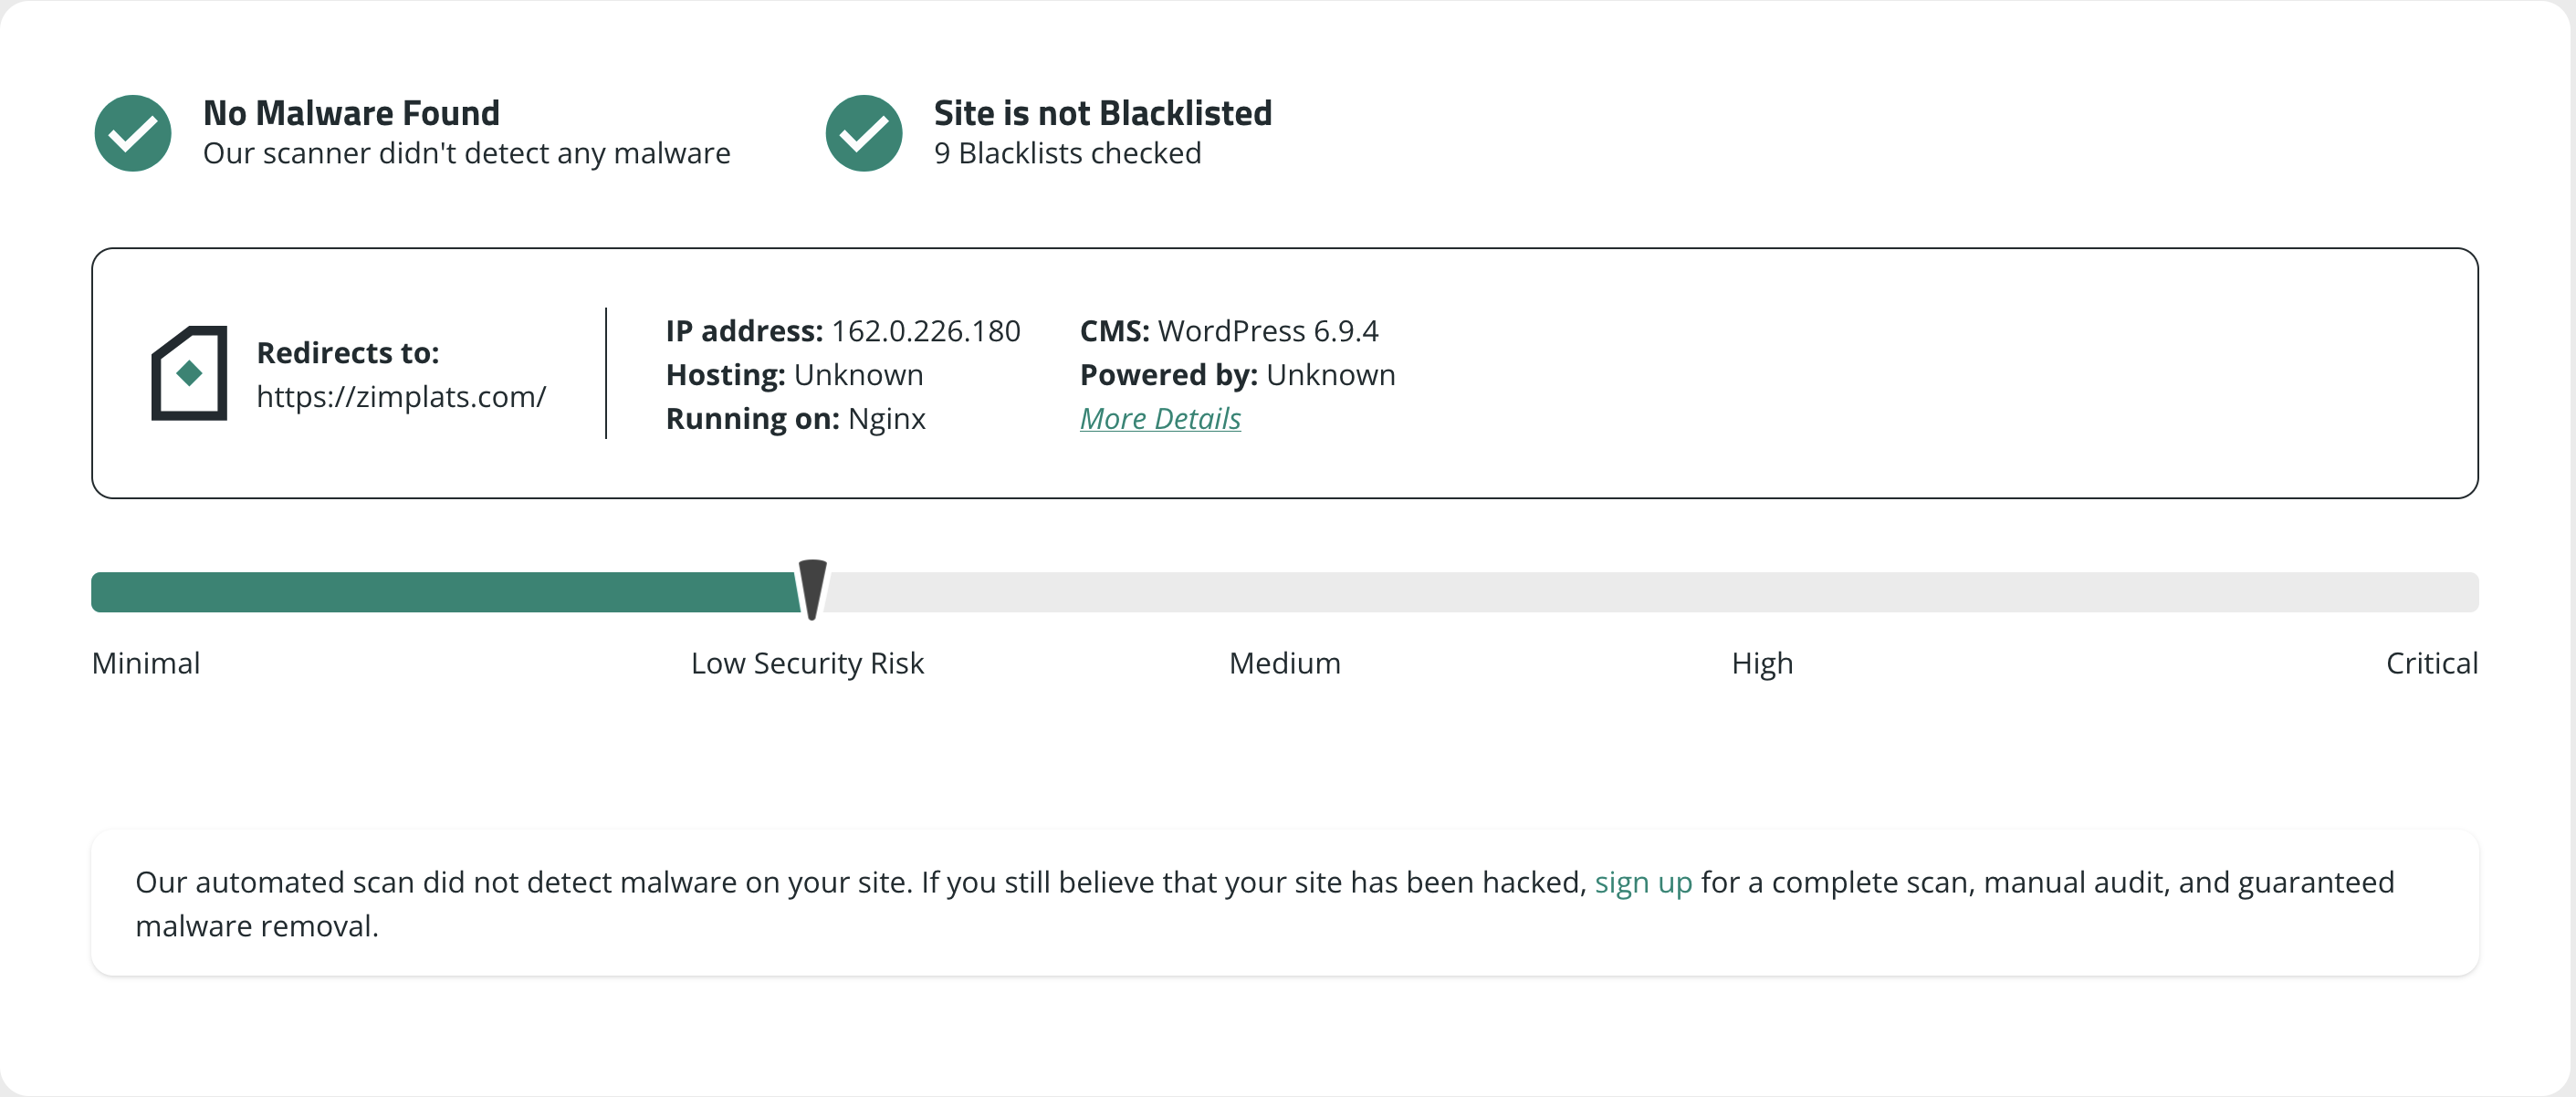 No Malware Found
Our scanner didn't detect any malware
Site is not Blacklisted
9 Blacklists checked
Redirects to:
https://zimplats.com/
IP address: 162.0.226.180
Hosting: Unknown
Running on: Nginx
CMS: WordPress 6.9.4
Powered by: Unknown
More Details
Minimal
Low Security Risk
Medium
High
Critical
Our automated scan did not detect malware on your site. If you still believe that your site has been hacked, sign up for a complete scan, manual audit, and guaranteed
malware removal.